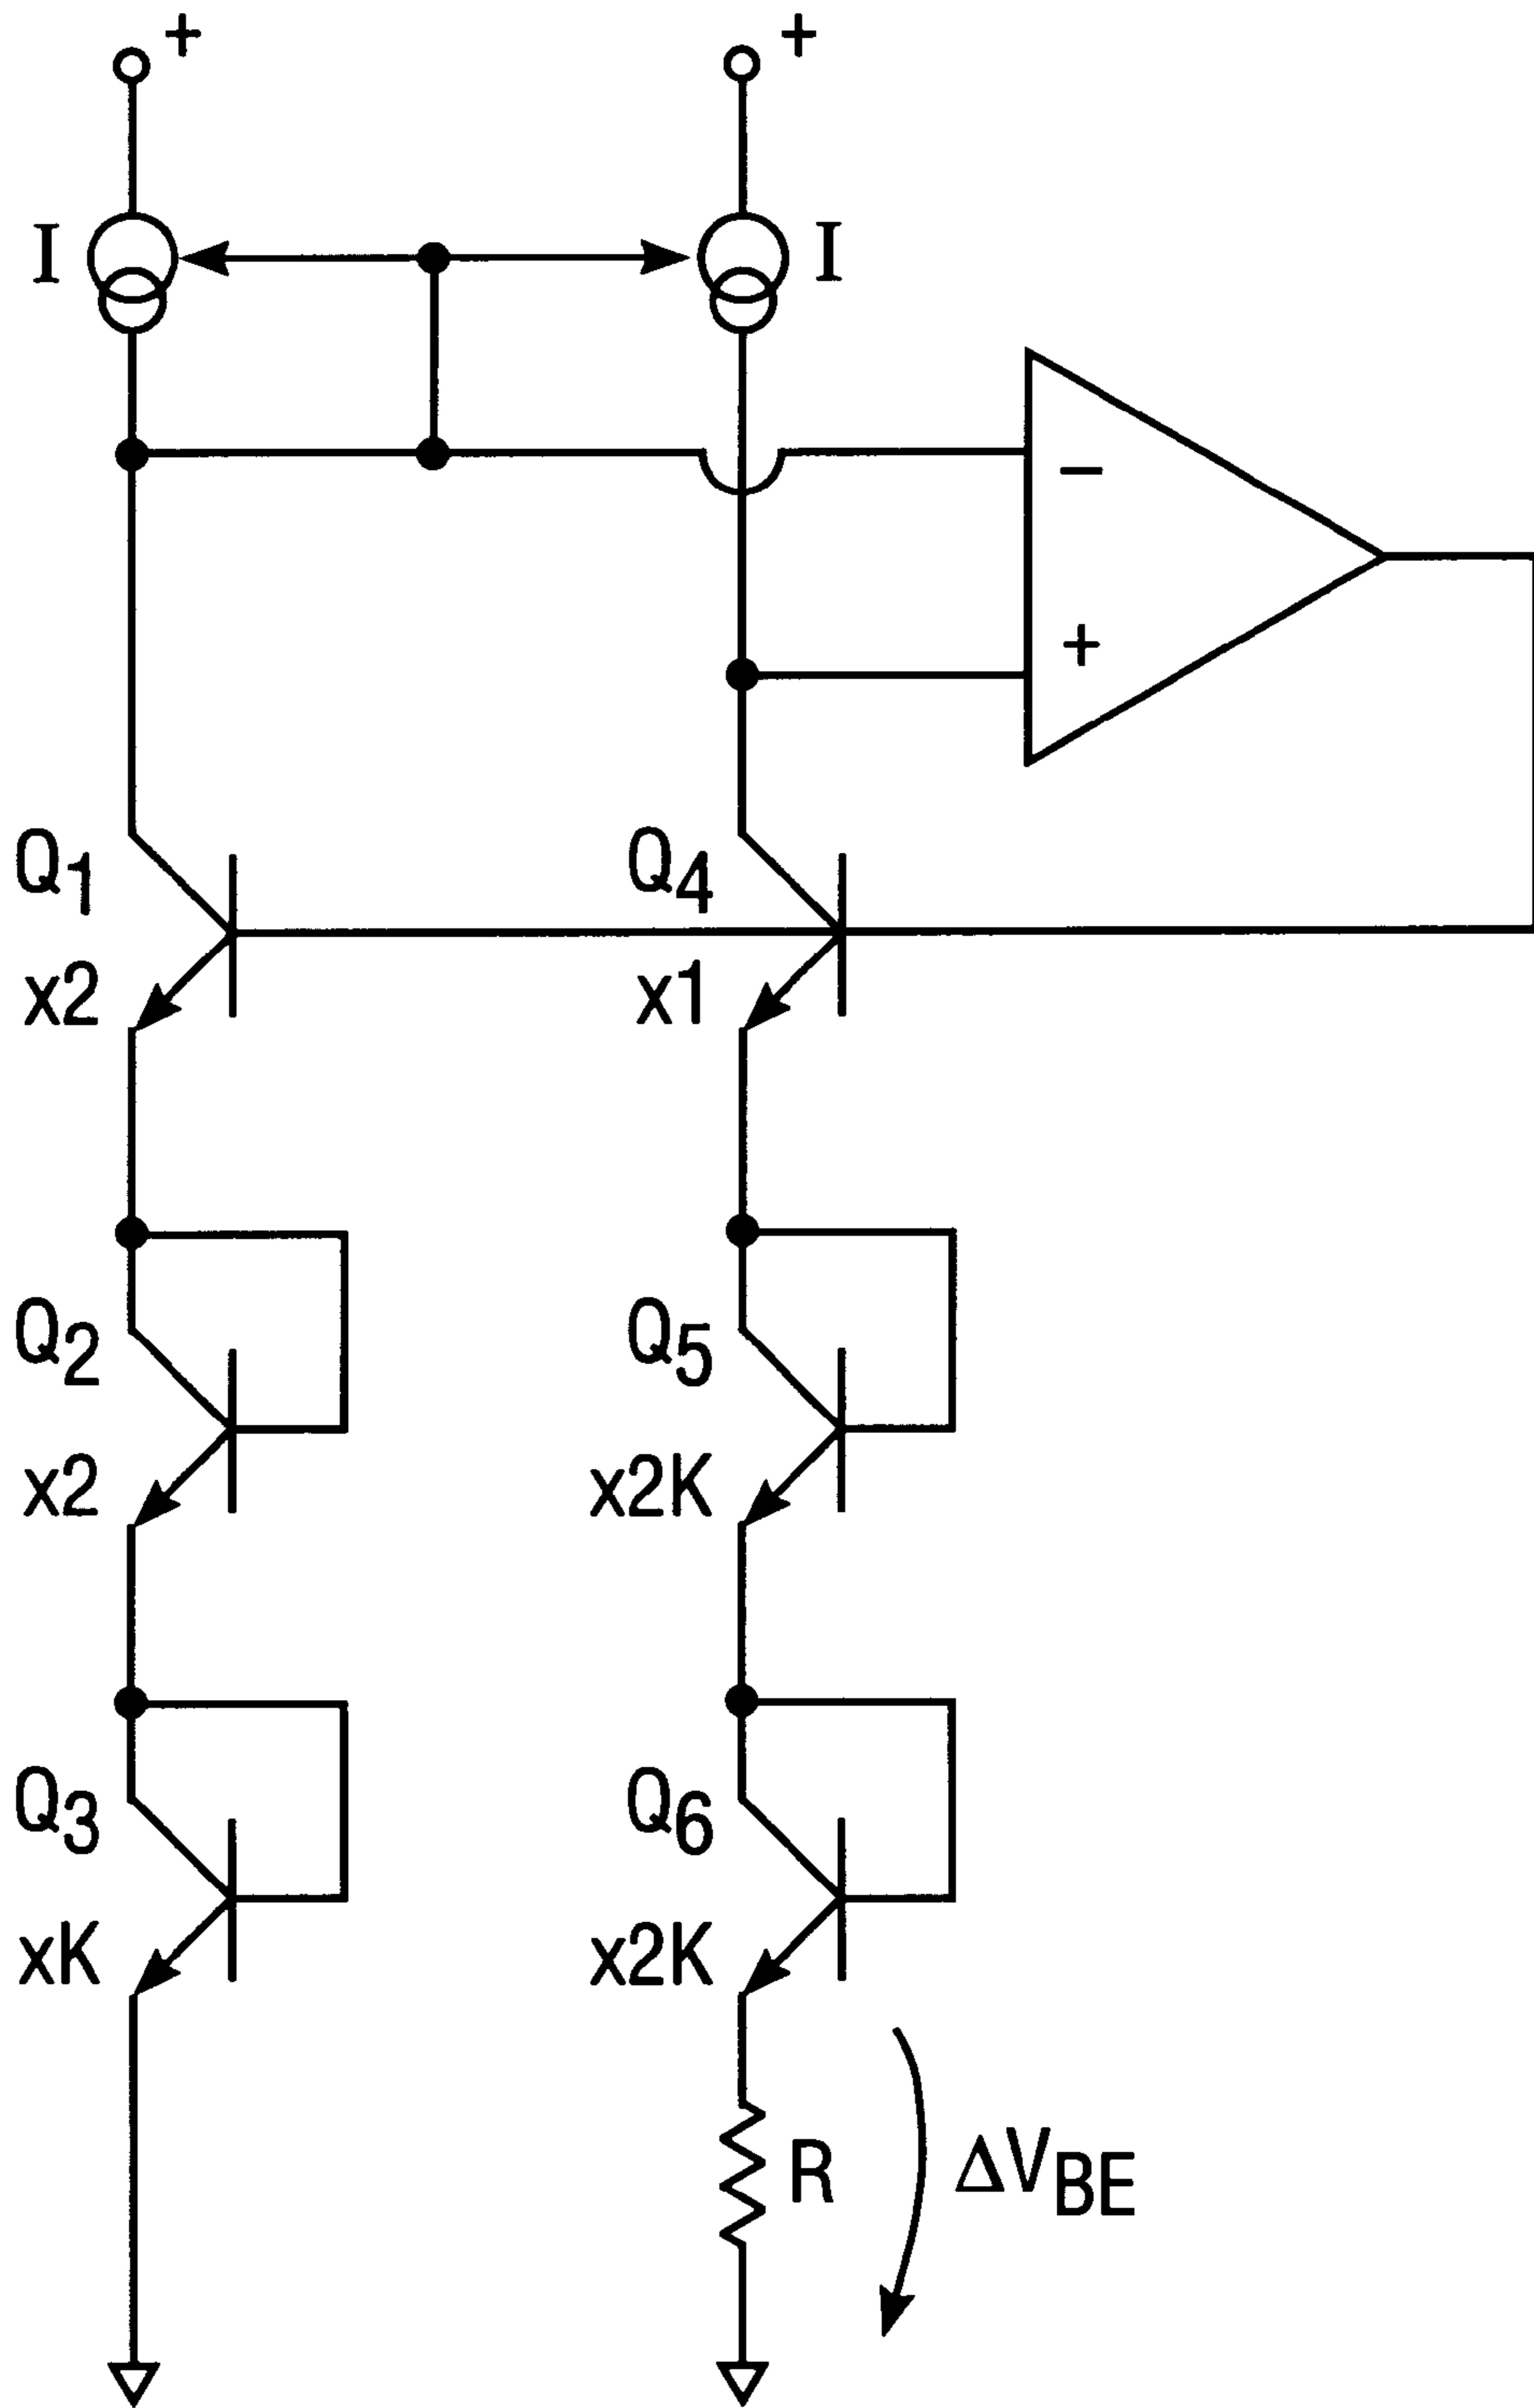 + +
I I
−
+
Q1 Q4
x2 x1
Q2 Q5
x2 x2K
Q3 Q6
xK x2K
R ΔVBE